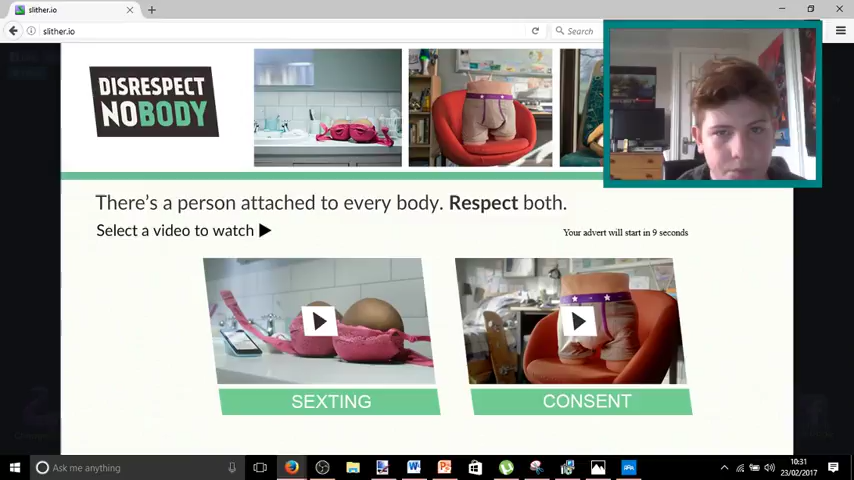 slither.io
slither.io
Search
DISRESPECT
NOBODY
There's a person attached to every body. Respect both.
Select a video to watch
Your advert will start in 9 seconds
SEXTING
CONSENT
Ask me anything
10:31
23/02/2017